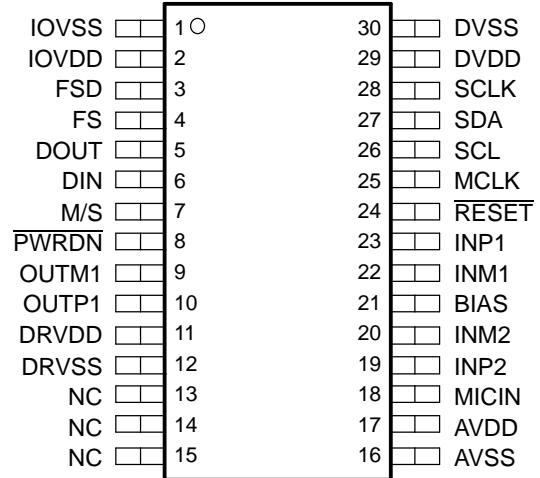 IOVSS 1 30 DVSS
IOVDD 2 29 DVDD
FSD 3 28 SCLK
FS 4 27 SDA
DOUT 5 26 SCL
DIN 6 25 MCLK
M/S 7 24 RESET
PWRDN 8 23 INP1
OUTM1 9 22 INM1
OUTP1 10 21 BIAS
DRVDD 11 20 INM2
DRVSS 12 19 INP2
NC 13 18 MICIN
NC 14 17 AVDD
NC 15 16 AVSS